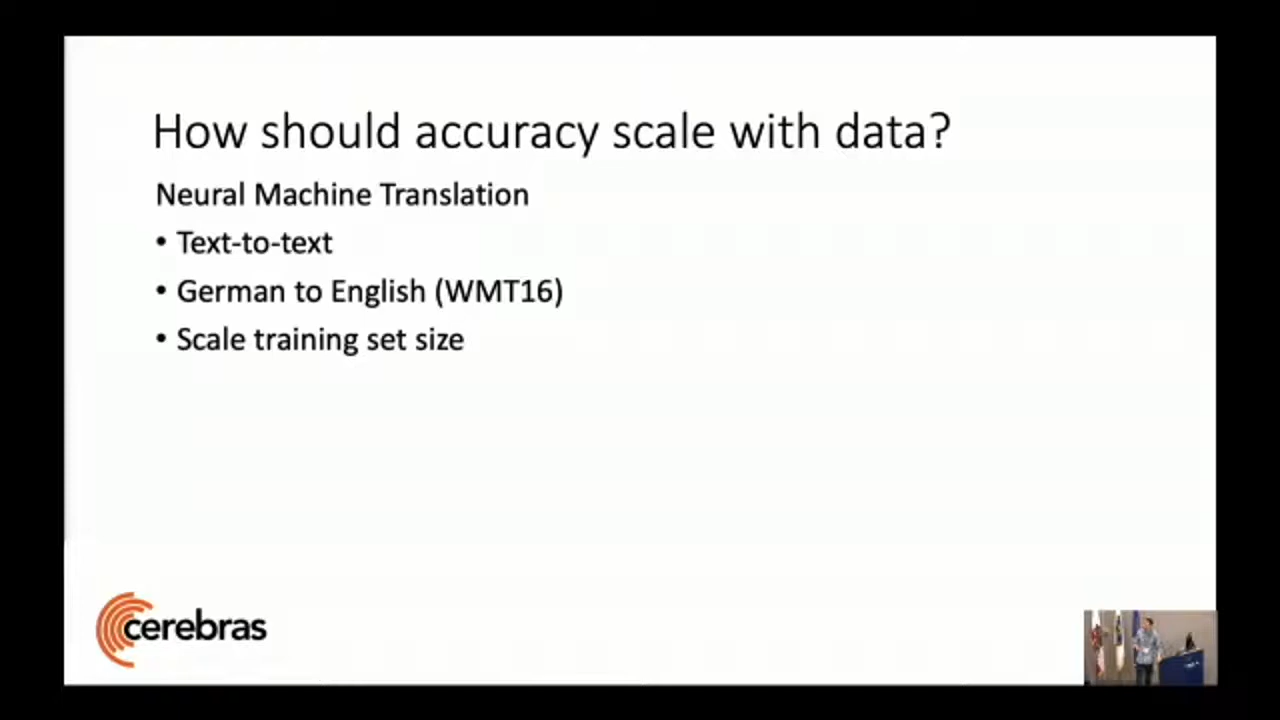 How should accuracy scale with data?
Neural Machine Translation
• Text-to-text
• German to English (WMT16)
• Scale training set size
cerebras